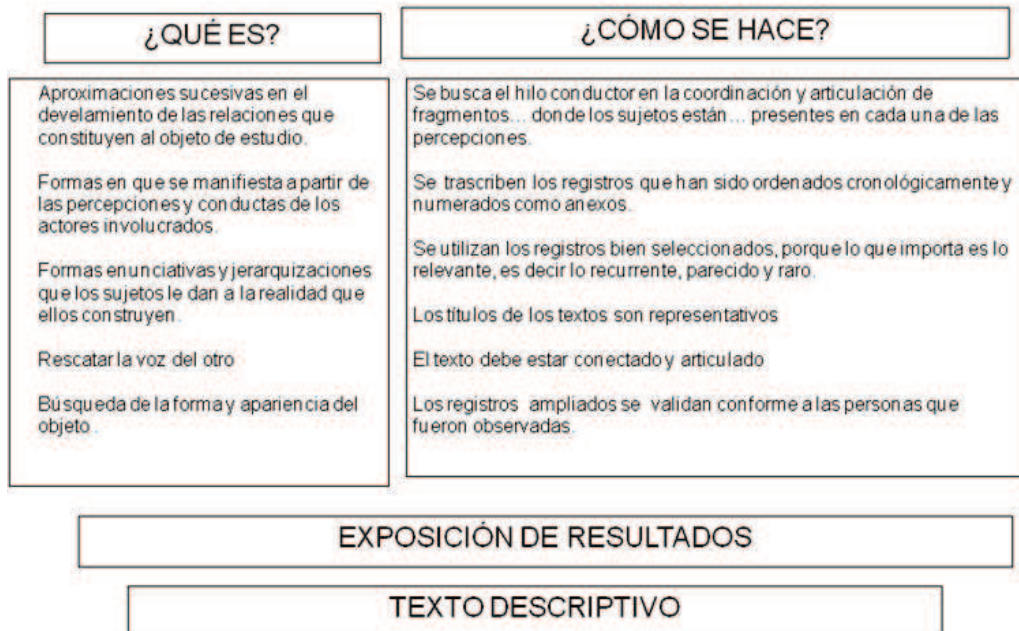 ¿QUÉ ES?
¿CÓMO SE HACE?
Aproximaciones sucesivas en el
develamiento de las relaciones que
constituyen al objeto de estudio.
Formas en que se manifiesta a partir de
las percepciones y conductas de los
actores involucrados.
Formas enunciativas y jerarquizaciones
que los sujetos le dan a la realidad que
ellos construyen.
Rescatar la voz del otro
Búsqueda de la forma y apariencia del
objeto.
Se busca el hilo conductor en la coordinación y articulación de
fragmentos... donde los sujetos están... presentes en cada una de las
percepciones.
Se trascriben los registros que han sido ordenados cronológicamente y
numerados como anexos.
Se utilizan los registros bien seleccionados, porque lo que importa es lo
relevante, es decir lo recurrente, parecido y raro.
Los títulos de los textos son representativos
El texto debe estar conectado y articulado
Los registros ampliados se validan conforme a las personas que
fueron observadas.
EXPOSICIÓN DE RESULTADOS
TEXTO DESCRIPTIVO